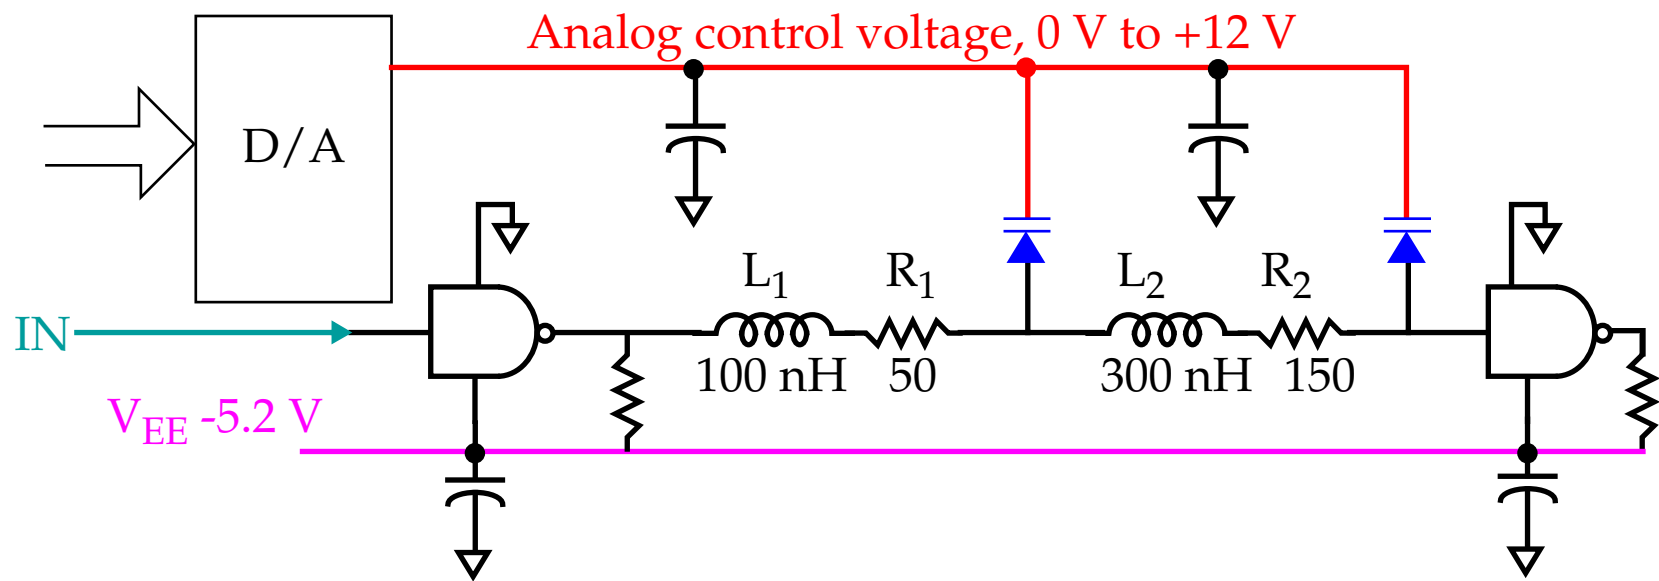 Analog control voltage, 0 V to +12 V
D/A
L1
R1
L2
R2
IN
100 nH
50
300 nH
150
VEE -5.2 V